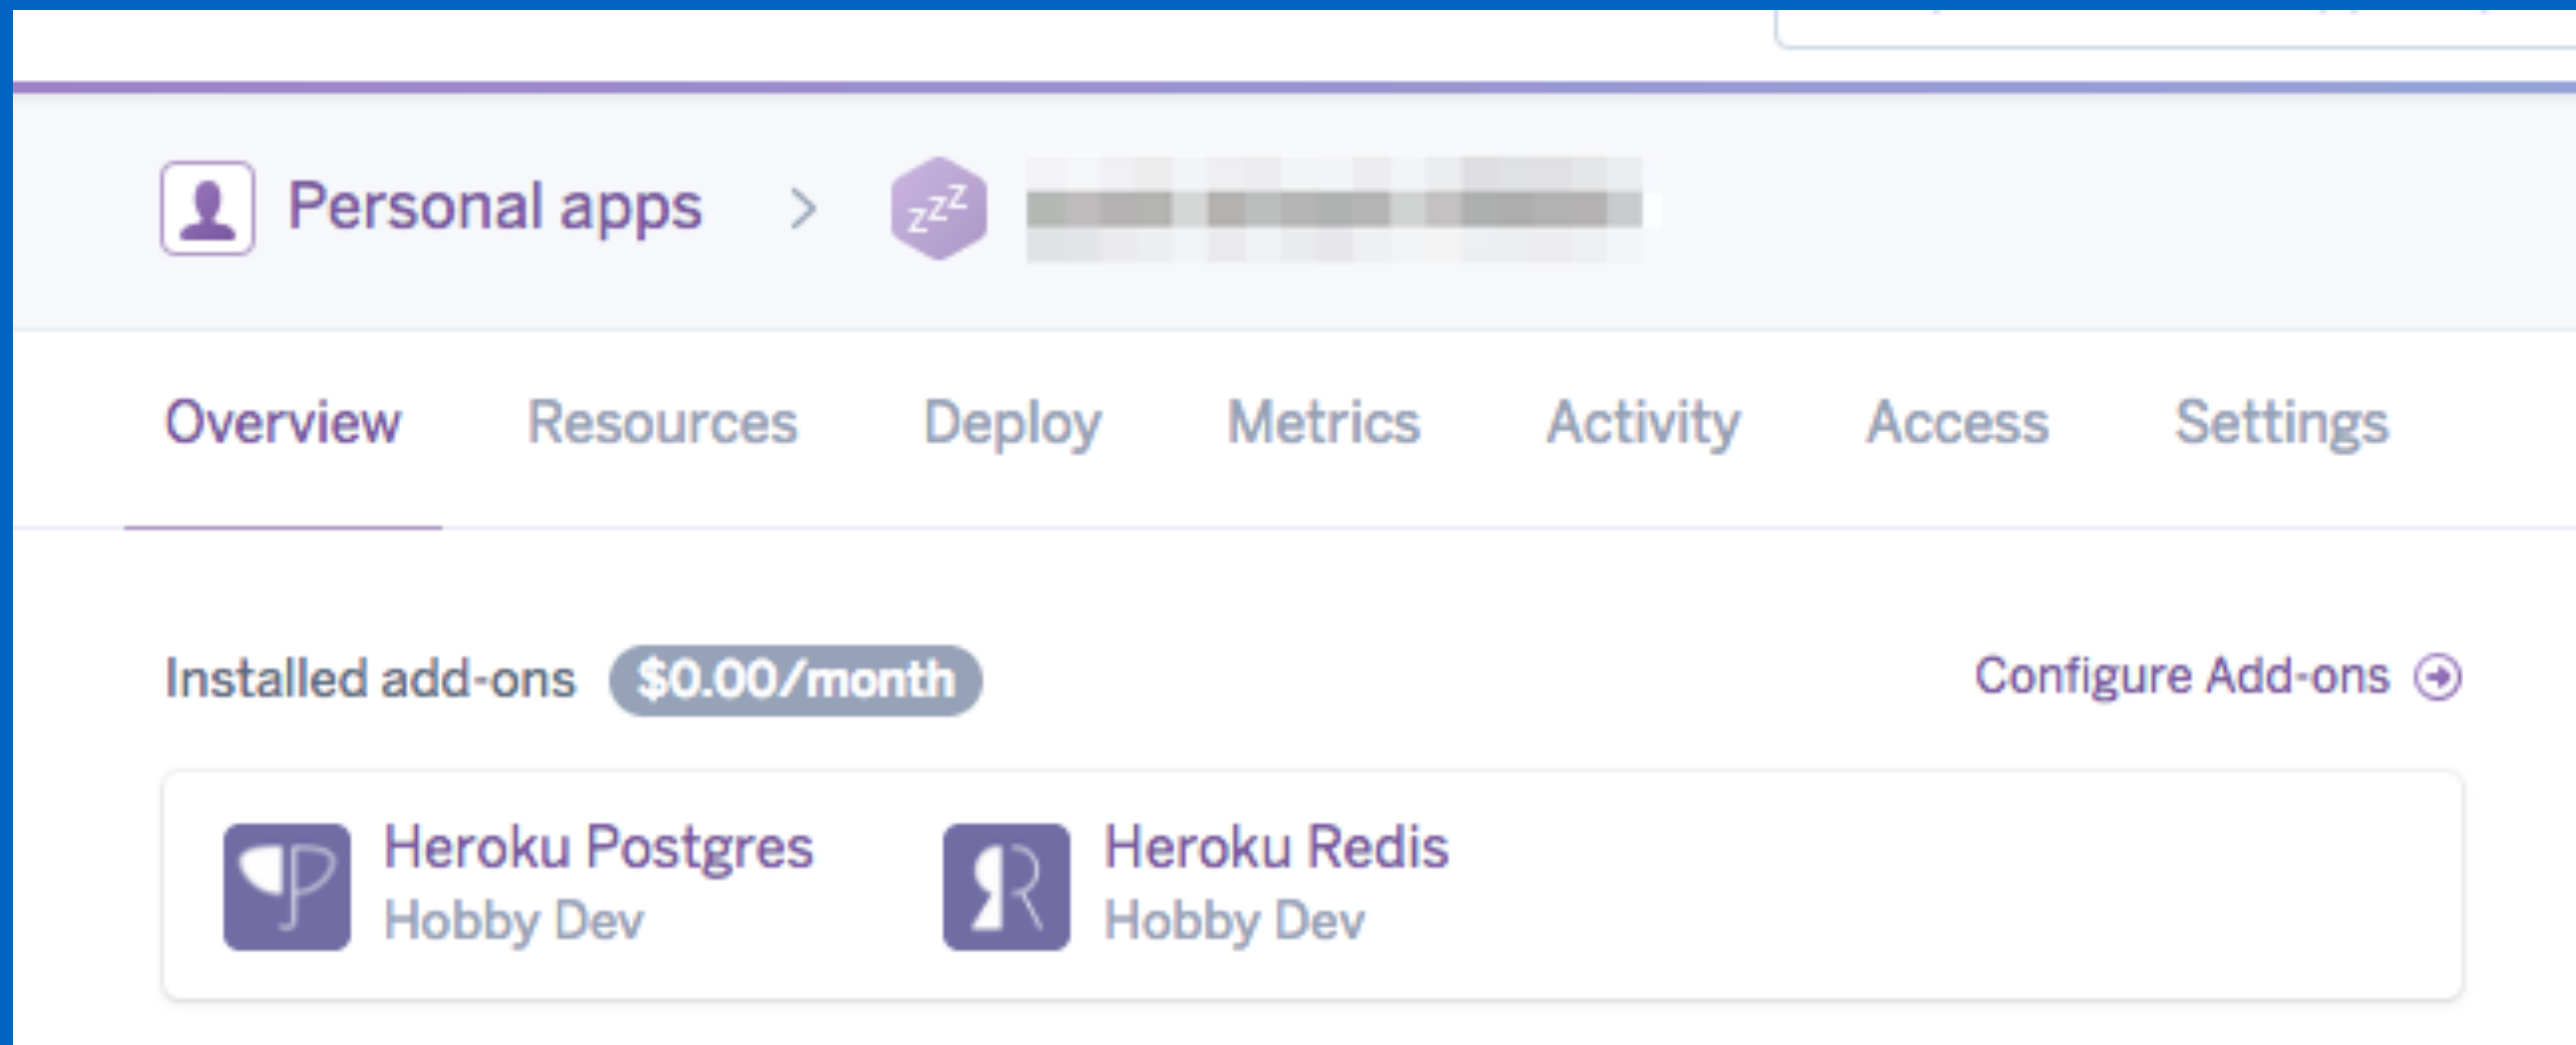 Personal apps > zzz
Overview Resources Deploy Metrics Activity Access Settings
Installed add-ons $0.00/month Configure Add-ons
Heroku Postgres Heroku Redis
Hobby Dev Hobby Dev